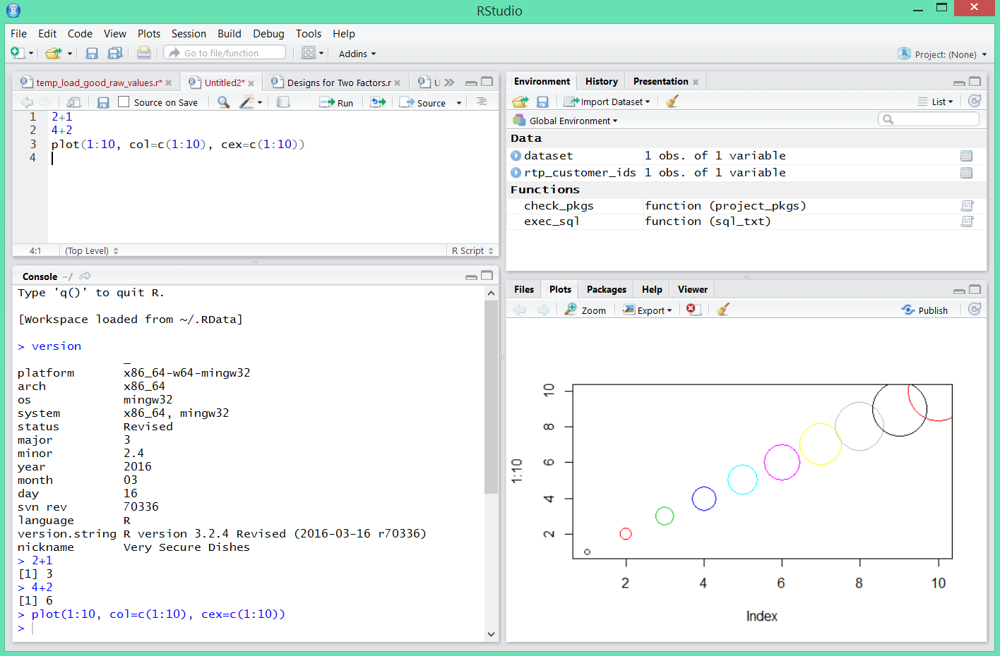 RStudio
File Edit Code View Plots Session Build Debug Tools Help
Go to file/function Addins Project: (None)
temp_load_good_raw_values.r* Untitled2* Designs for Two Factors.r U
Source on Save Run Source
1 2+1
2 4+2
3 plot(1:10, col=c(1:10), cex=c(1:10))
4
4:1 (Top Level) R Script
Console ~/
Type 'q()' to quit R.
[Workspace loaded from ~/.RData]
> version
_
platform x86_64-w64-mingw32
arch x86_64
os mingw32
system x86_64, mingw32
status Revised
major 3
minor 2.4
year 2016
month 03
day 16
svn rev 70336
language R
version.string R version 3.2.4 Revised (2016-03-16 r70336)
nickname Very Secure Dishes
> 2+1
[1] 3
> 4+2
[1] 6
> plot(1:10, col=c(1:10), cex=c(1:10))
>
Environment History Presentation
Import Dataset List
Global Environment
Data
dataset 1 obs. of 1 variable
rtp_customer_ids 1 obs. of 1 variable
Functions
check_pkgs function (project_pkgs)
exec_sql function (sql_txt)
Files Plots Packages Help Viewer
Zoom Export Publish
10
8
6
4
2
1:10
2 4 6 8 10
Index